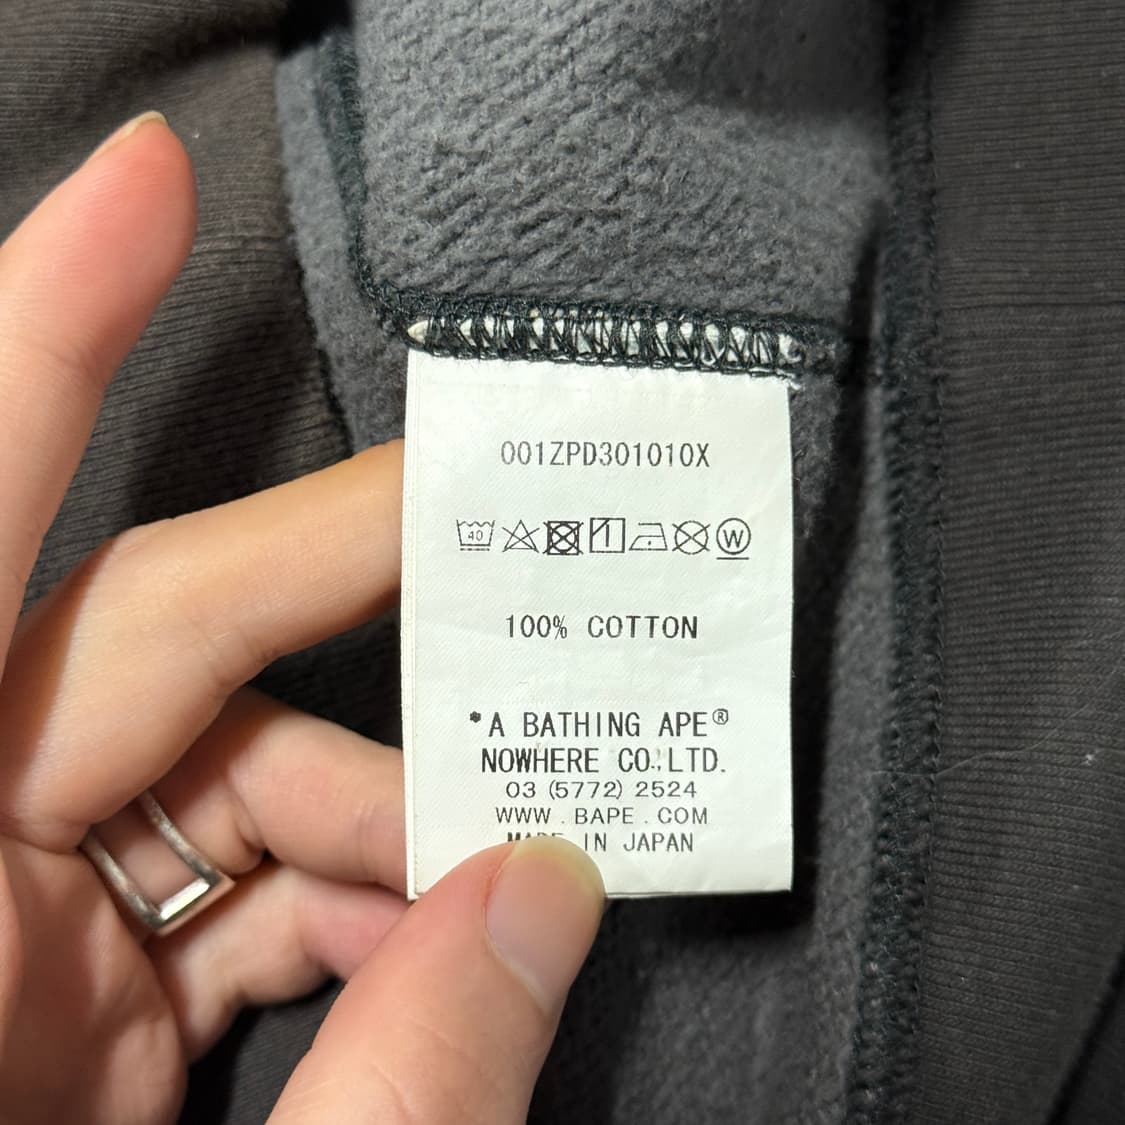 001ZPD301010X
40 W
100% COTTON
*A BATHING APE®
NOWHERE CO.,LTD.
03 (5772) 2524
WWW . BAPE . COM
MADE IN JAPAN